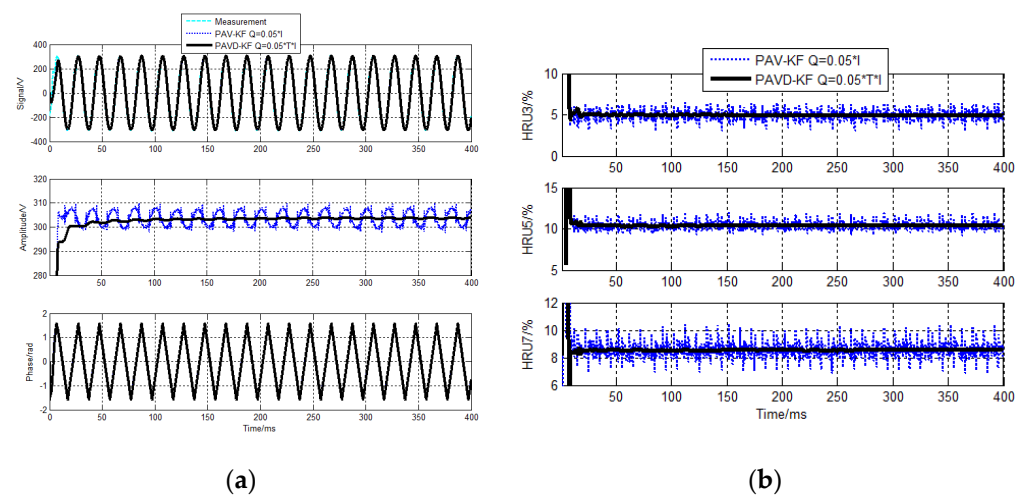 Measurement
PAV-KF Q=0.05*I
PAVD-KF Q=0.05*T*I
Signal/V
400
200
0
-200
-400
0 50 100 150 200 250 300 350 400
Amplitude/V
320
310
300
290
280
0 50 100 150 200 250 300 350 400
Phase/rad
2
1
0
-1
-2
0 50 100 150 200 250 300 350 400
Time/ms
(a)
PAV-KF Q=0.05*I
PAVD-KF Q=0.05*T*I
HRU3/%
10
5
0
50 100 150 200 250 300 350 400
HRU5/%
15
10
5
50 100 150 200 250 300 350 400
HRU7/%
12
10
8
6
50 100 150 200 250 300 350 400
Time/ms
(b)